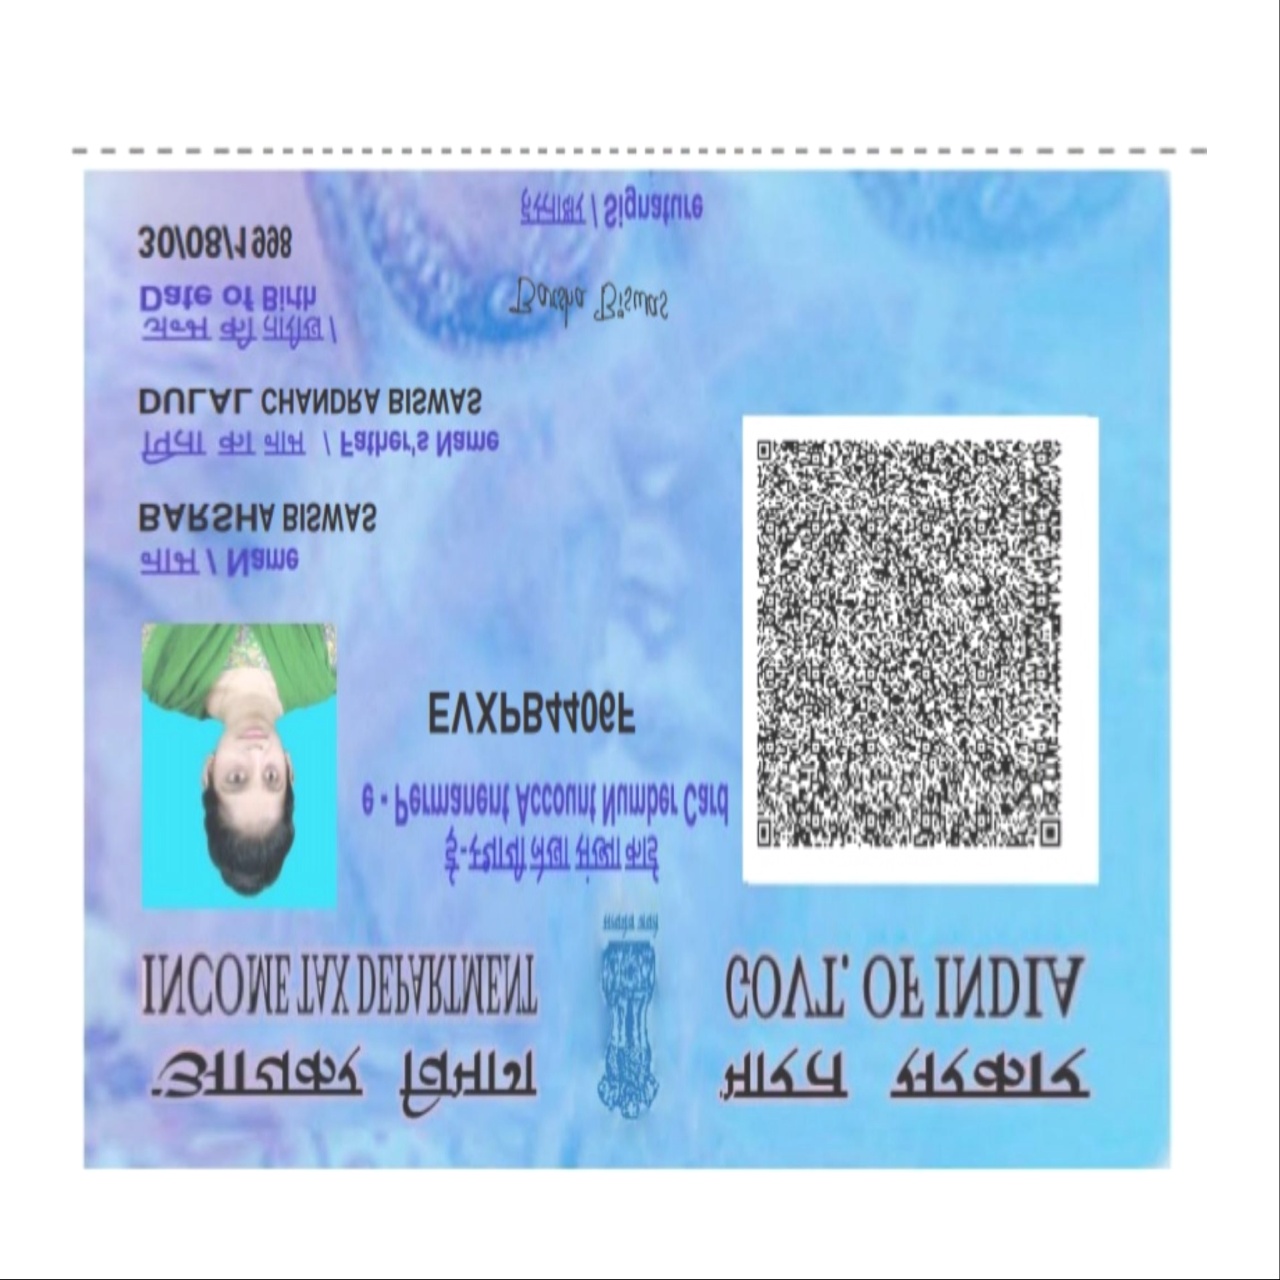 आयकर विभाग
INCOME TAX DEPARTMENT
भारत सरकार
GOVT. OF INDIA
सत्यमेव जयते
ई-स्थायी लेखा संख्या कार्ड
e - Permanent Account Number Card
EVXPB4406F
नाम / Name
BARSHA BISWAS
पिता का नाम / Father's Name
DULAL CHANDRA BISWAS
जन्म की तारीख /
Date of Birth
30/08/1998
Barsha Biswas
हस्ताक्षर / Signature